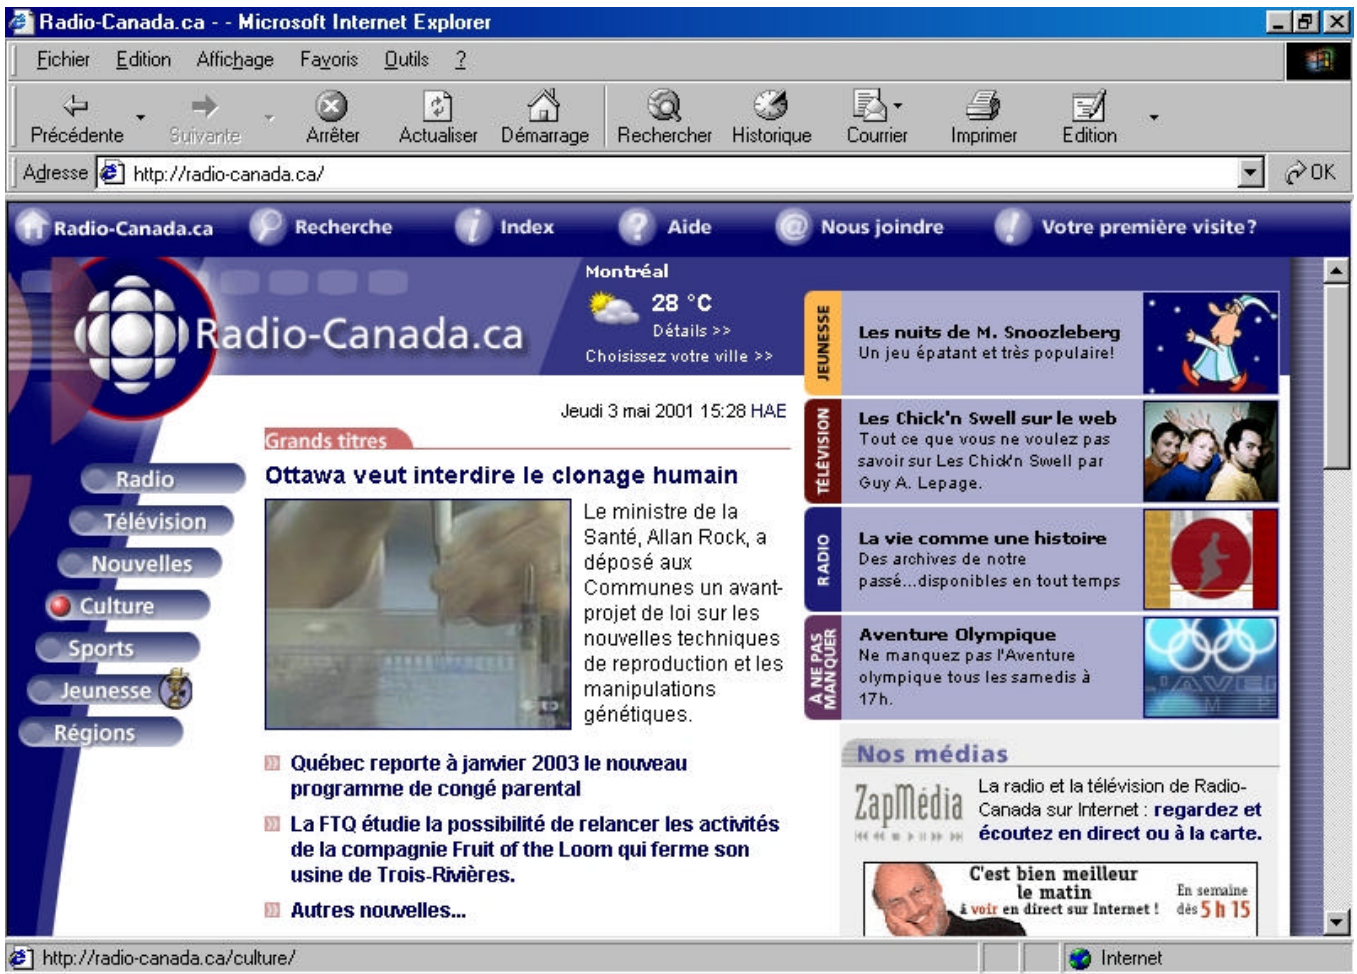 Radio-Canada.ca - - Microsoft Internet Explorer
Fichier Edition Affichage Favoris Outils ?
Précédente Suivante Arrêter Actualiser Démarrage Rechercher Historique Courrier Imprimer Edition
Adresse http://radio-canada.ca/ OK
Radio-Canada.ca Recherche Index Aide Nous joindre Votre première visite?
Radio-Canada.ca
Montréal
28 °C
Détails >>
Choisissez votre ville >>
Jeudi 3 mai 2001 15:28 HAE
Radio
Télévision
Nouvelles
Culture
Sports
Jeunesse
Régions
Grands titres
Ottawa veut interdire le clonage humain
Le ministre de la
Santé, Allan Rock, a
déposé aux
Communes un avant-
projet de loi sur les
nouvelles techniques
de reproduction et les
manipulations
génétiques.
Québec reporte à janvier 2003 le nouveau
programme de congé parental
La FTQ étudie la possibilité de relancer les activités
de la compagnie Fruit of the Loom qui ferme son
usine de Trois-Rivières.
Autres nouvelles...
JEUNESSE
Les nuits de M. Snoozleberg
Un jeu épatant et très populaire!
TÉLÉVISION
Les Chick'n Swell sur le web
Tout ce que vous ne voulez pas
savoir sur Les Chick'n Swell par
Guy A. Lepage.
RADIO
La vie comme une histoire
Des archives de notre
passé...disponibles en tout temps
À NE PAS
MANQUER
Aventure Olympique
Ne manquez pas l'Aventure
olympique tous les samedis à
17h.
Nos médias
ZapMédia
La radio et la télévision de Radio-
Canada sur Internet : regardez et
écoutez en direct ou à la carte.
C'est bien meilleur
le matin
à voir en direct sur Internet !
En semaine
dès 5 h 15
http://radio-canada.ca/culture/ Internet